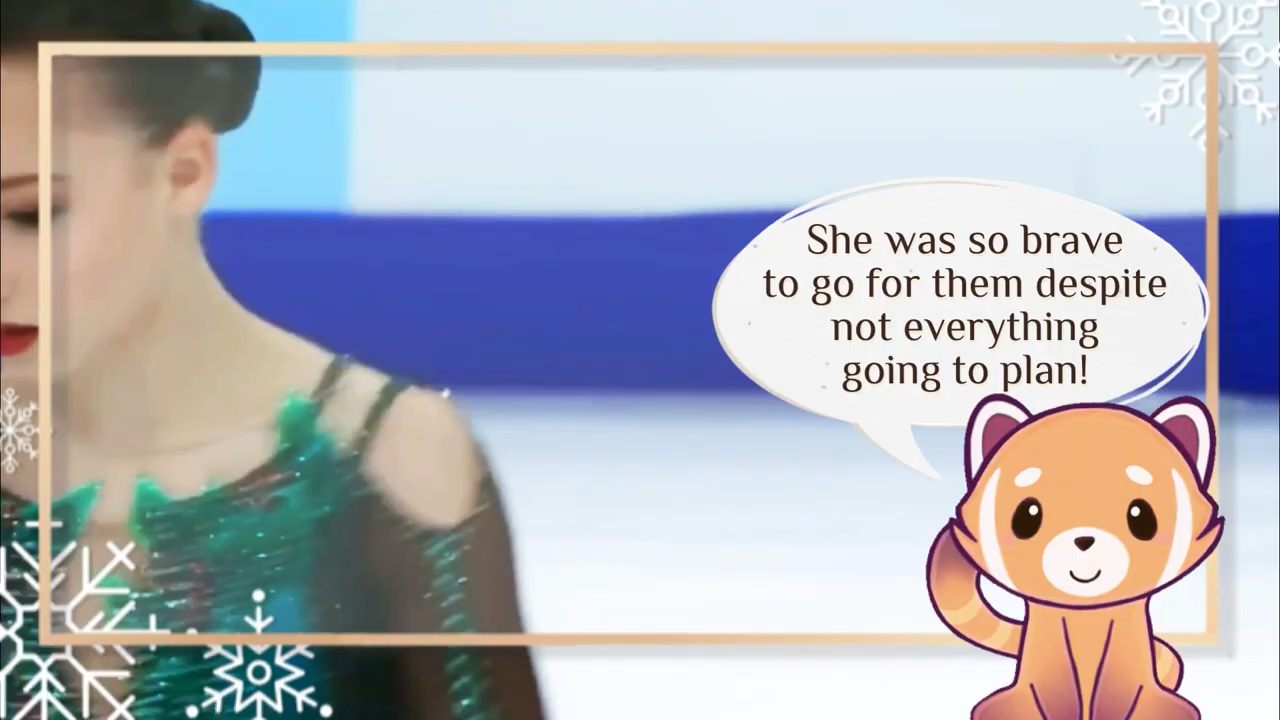 She was so brave
to go for them despite
not everything
going to plan!